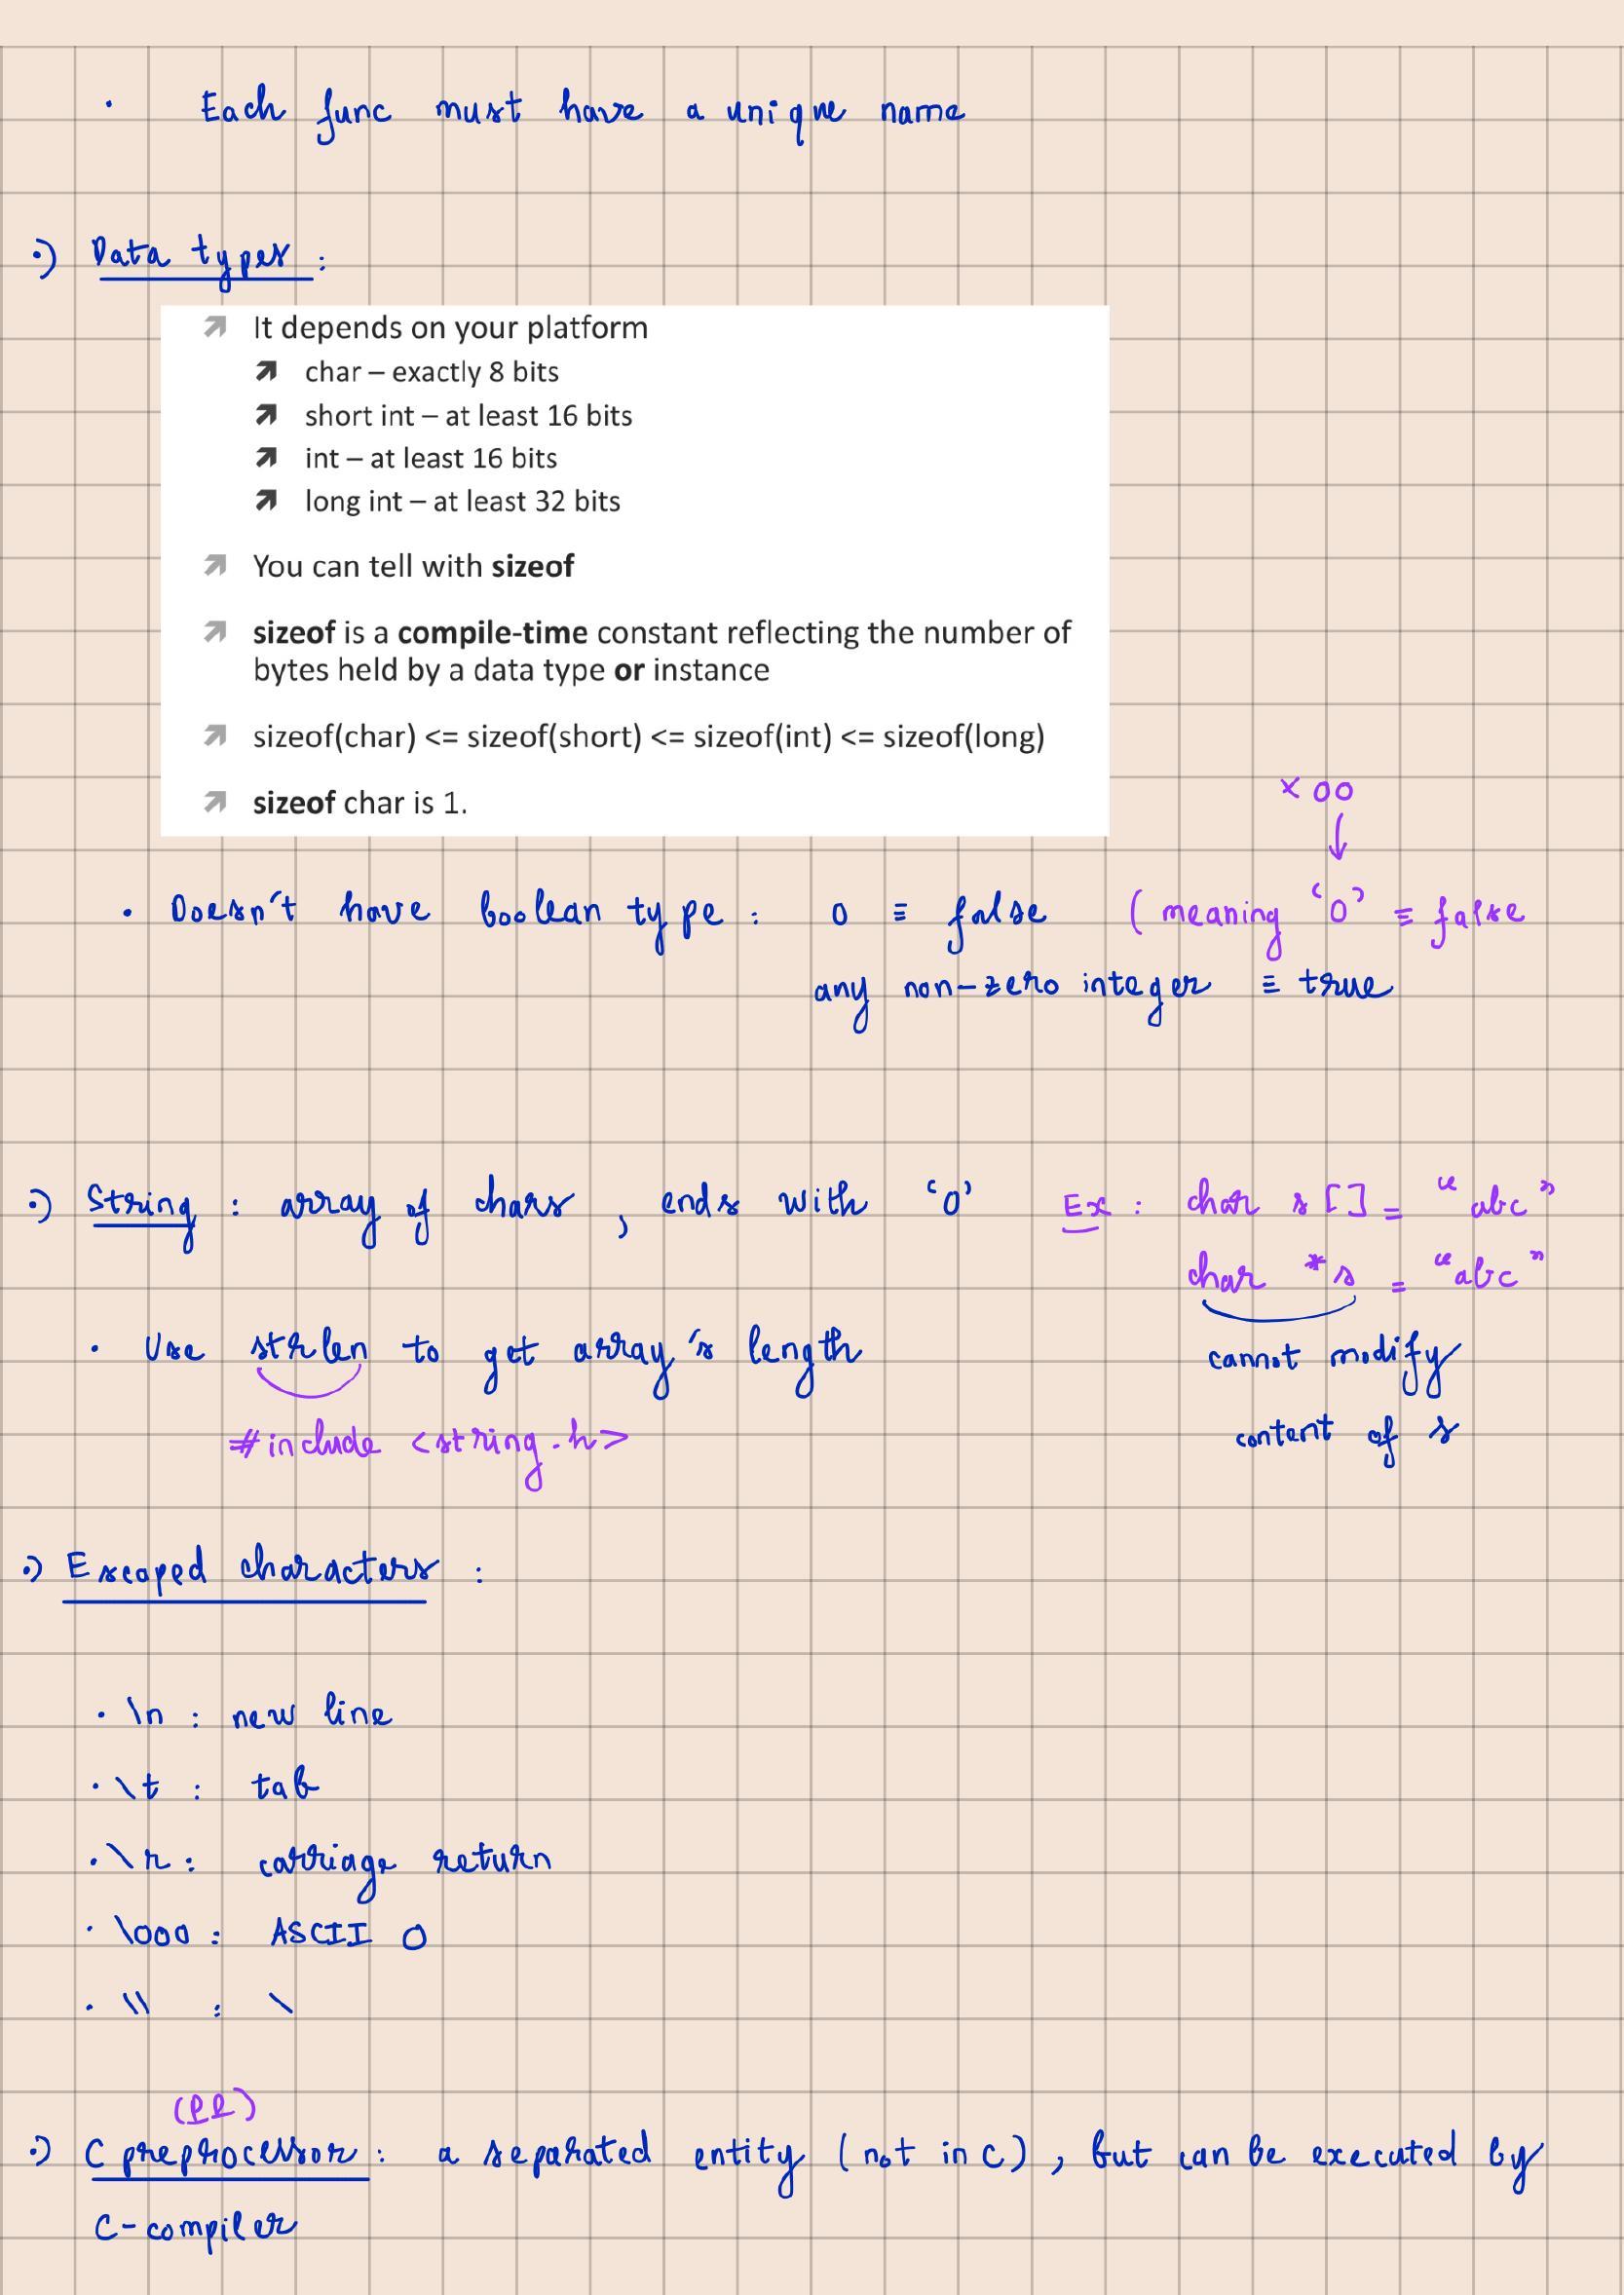 • Each func must have a unique name
•) Data types :
It depends on your platform
char – exactly 8 bits
short int – at least 16 bits
int – at least 16 bits
long int – at least 32 bits
You can tell with sizeof
sizeof is a compile-time constant reflecting the number of
bytes held by a data type or instance
sizeof(char) <= sizeof(short) <= sizeof(int) <= sizeof(long)
sizeof char is 1.
x00
• Doesn't have boolean type : 0 ≡ false ( meaning '0' ≡ false
any non-zero integer ≡ true
•) String : array of chars , ends with '0' Ex : char s[] = "abc"
char *s = "abc"
• Use strlen to get array's length cannot modify
#include <string.h> content of s
•) Escaped characters :
• \n : new line
• \t : tab
• \r : carriage return
• \000 : ASCII 0
• \\ : \
(PP)
•) C preprocessor : a separated entity (not in C) , but can be executed by
C-compiler